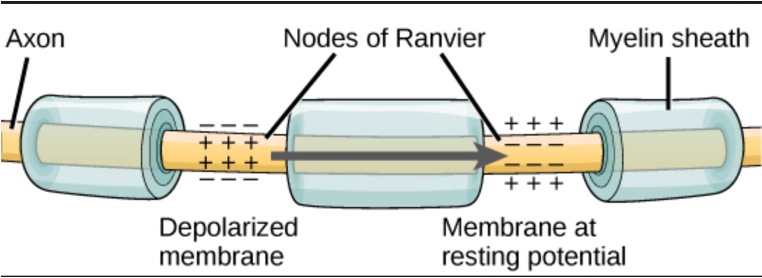 Axon
Nodes of Ranvier
Myelin sheath
− − −
+ + +
+ + +
− − −
+ + +
− − −
− − −
+ + +
Depolarized
membrane
Membrane at
resting potential